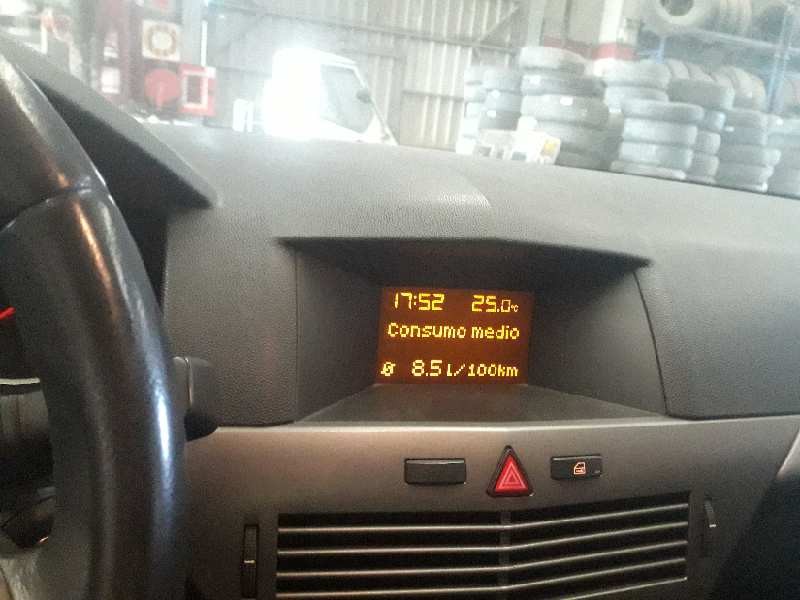 17:52 25.0°C
Consumo medio
Ø 8.5 l/100km